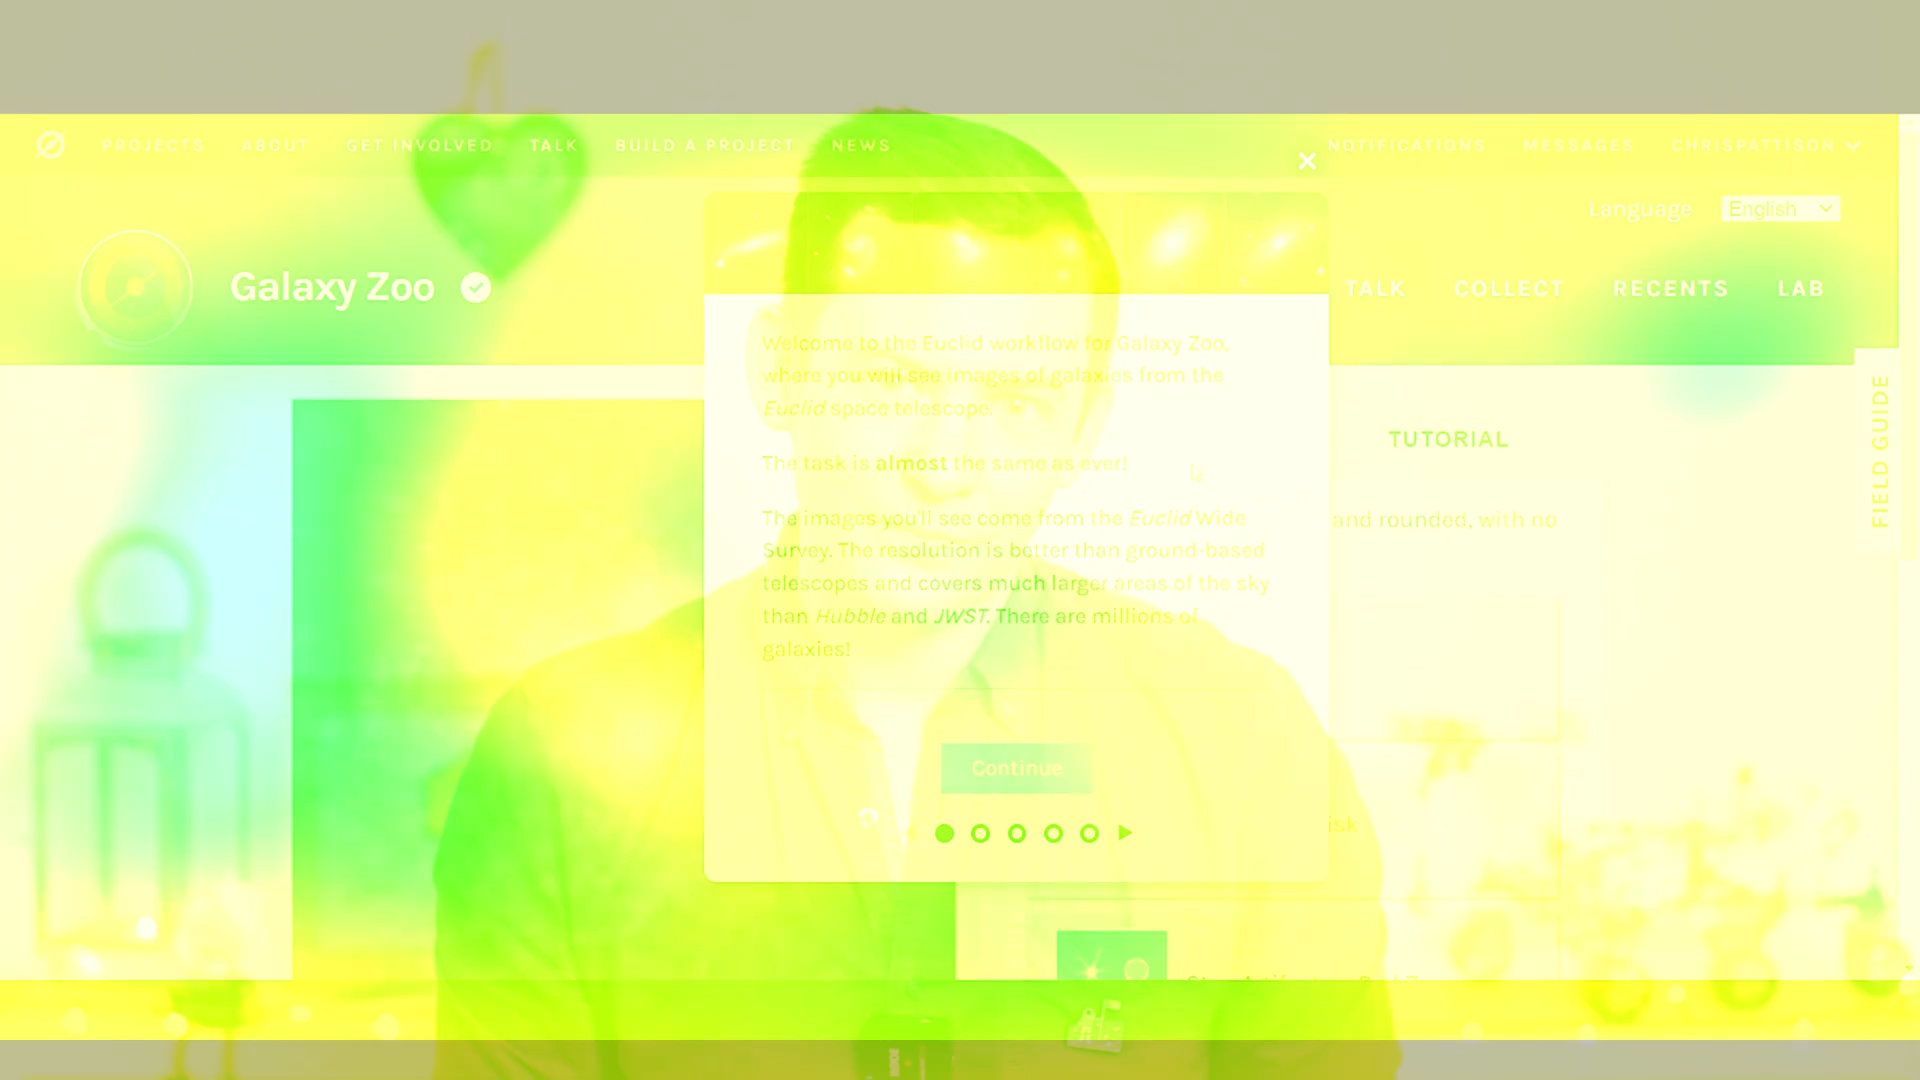 PROJECTS ABOUT GET INVOLVED TALK BUILD A PROJECT NEWS NOTIFICATIONS MESSAGES CHRISPATTISON
Language English
Galaxy Zoo TALK COLLECT RECENTS LAB
Welcome to the Euclid workflow for Galaxy Zoo,
where you will see images of galaxies from the
Euclid space telescope.
TUTORIAL
FIELD GUIDE
The task is almost the same as ever!
The images you'll see come from the Euclid Wide
and rounded, with no
Survey. The resolution is better than ground-based
telescopes and covers much larger areas of the sky
than Hubble and JWST. There are millions of
galaxies!
Continue